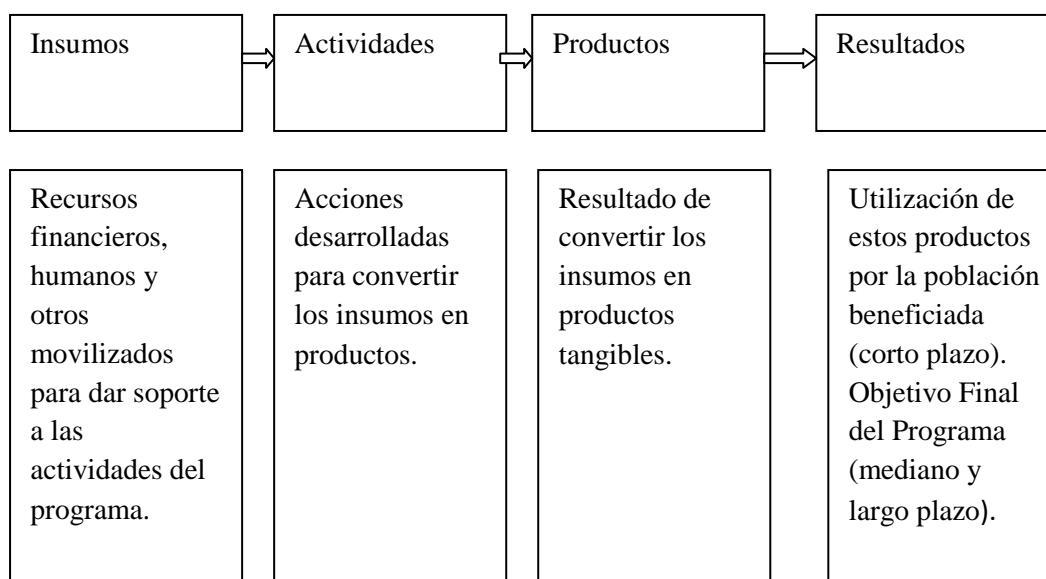 Insumos
Actividades
Productos
Resultados
Recursos
financieros,
humanos y
otros
movilizados
para dar soporte
a las
actividades del
programa.
Acciones
desarrolladas
para convertir
los insumos en
productos.
Resultado de
convertir los
insumos en
productos
tangibles.
Utilización de
estos productos
por la población
beneficiada
(corto plazo).
Objetivo Final
del Programa
(mediano y
largo plazo).